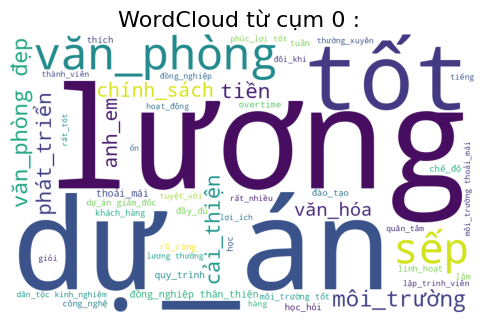 WordCloud từ cụm 0 :
thích
phúc_lợi tốt
tuần
thường_xuyên
văn_phòng
đẹp
thành_viên
đồng_nghiệp
đôi_khi
tốt
tiếng
chính_sách
tiền
hoạt_động
overtime
văn_phòng
phát_triển
anh_em
lương
rất_tốt
ổn
chế_độ
môi_trường thoải_mái
thoải_mái
tuyệt_vời
rất_nhiều
đào_tạo
dự_án giám_đốc
đầy_đủ
lợi_ích
văn_hóa
quan_tâm
khách_hàng
cải_thiện
dự_án
rõ_ràng
học
sếp
giỏi
lương thưởng
quy_trình
linh_hoạt
lắm
lập_trình_viên
dân_tộc kinh_nghiệm
đồng_nghiệp thân_thiện
môi_trường tốt
môi_trường
công_nghệ
hàng
học_hỏi